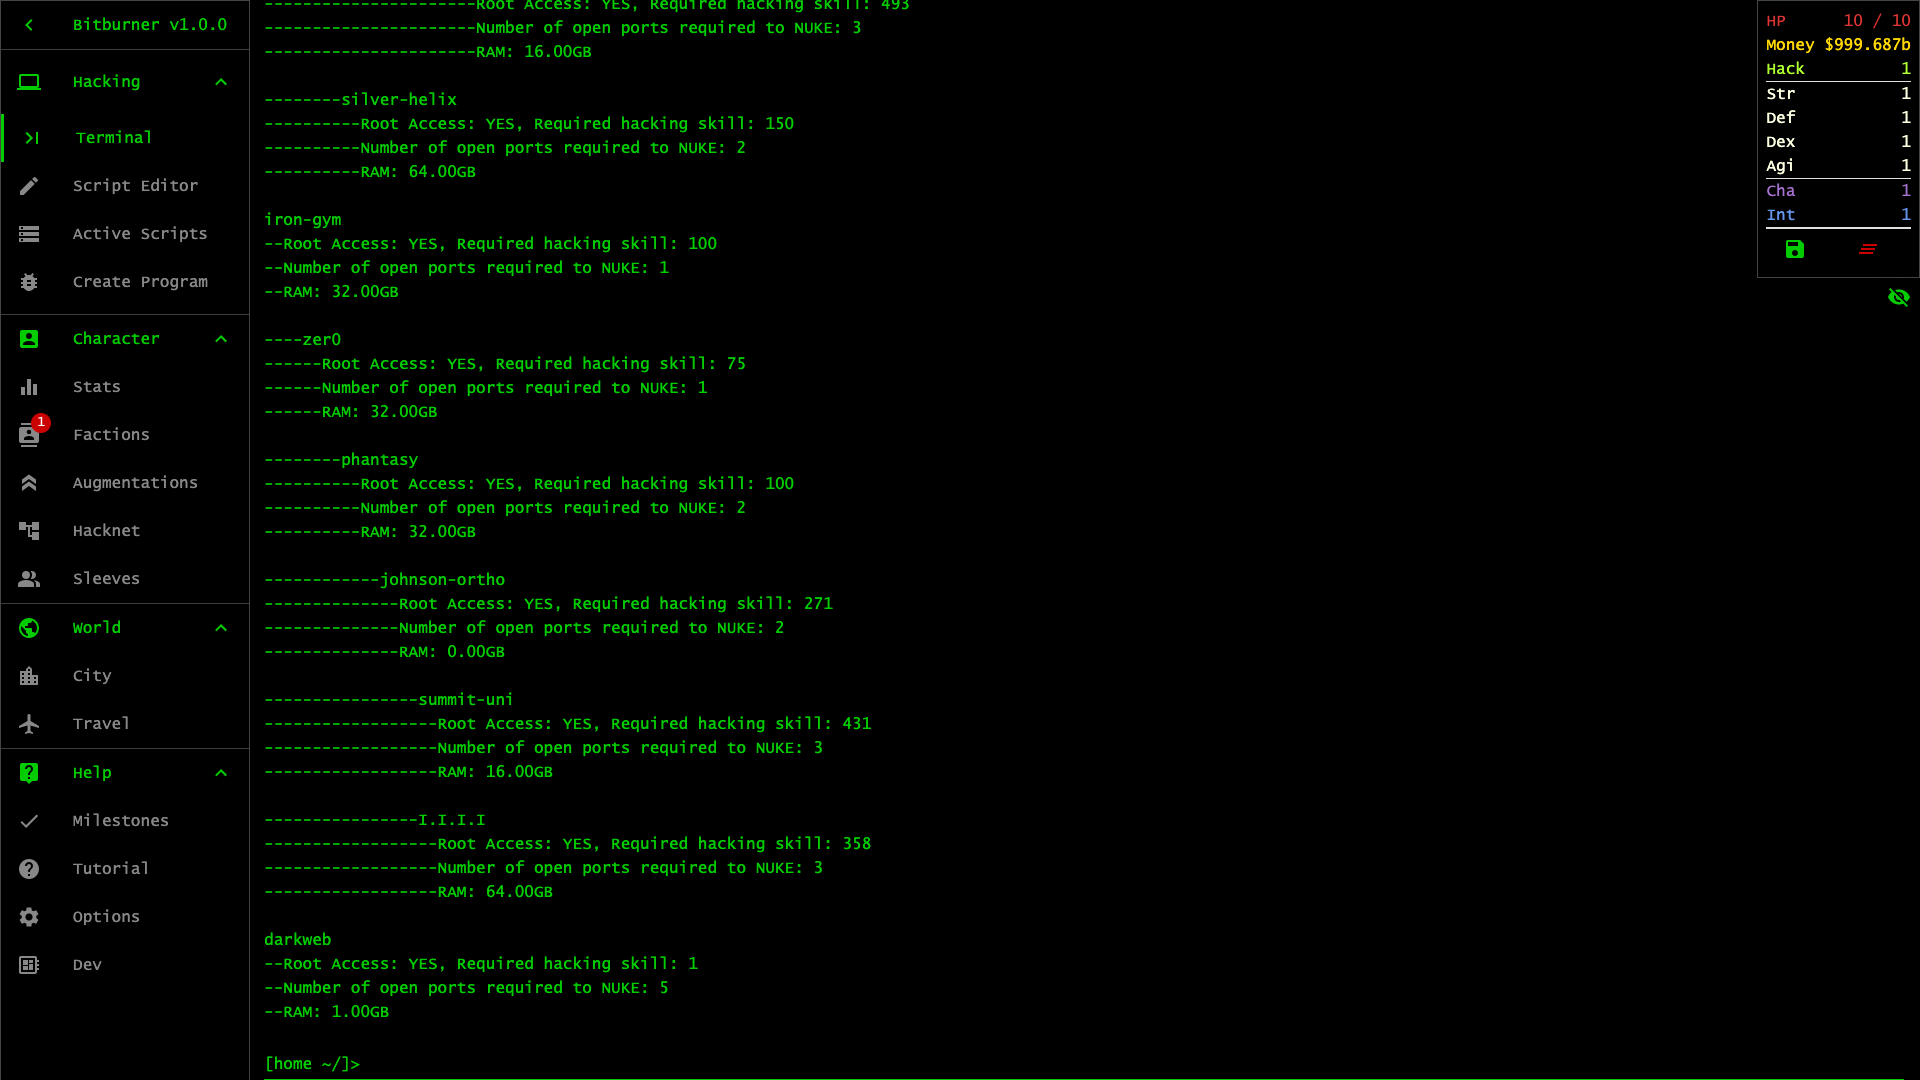 Bitburner v1.0.0
Hacking
Terminal
Script Editor
Active Scripts
Create Program
Character
Stats
1
Factions
Augmentations
Hacknet
Sleeves
World
City
Travel
Help
Milestones
Tutorial
Options
Dev
----------------------Root Access: YES, Required hacking skill: 493
----------------------Number of open ports required to NUKE: 3
----------------------RAM: 16.00GB
--------silver-helix
----------Root Access: YES, Required hacking skill: 150
----------Number of open ports required to NUKE: 2
----------RAM: 64.00GB
iron-gym
--Root Access: YES, Required hacking skill: 100
--Number of open ports required to NUKE: 1
--RAM: 32.00GB
----zer0
------Root Access: YES, Required hacking skill: 75
------Number of open ports required to NUKE: 1
------RAM: 32.00GB
--------phantasy
----------Root Access: YES, Required hacking skill: 100
----------Number of open ports required to NUKE: 2
----------RAM: 32.00GB
------------johnson-ortho
--------------Root Access: YES, Required hacking skill: 271
--------------Number of open ports required to NUKE: 2
--------------RAM: 0.00GB
----------------summit-uni
------------------Root Access: YES, Required hacking skill: 431
------------------Number of open ports required to NUKE: 3
------------------RAM: 16.00GB
----------------I.I.I.I
------------------Root Access: YES, Required hacking skill: 358
------------------Number of open ports required to NUKE: 3
------------------RAM: 64.00GB
darkweb
--Root Access: YES, Required hacking skill: 1
--Number of open ports required to NUKE: 5
--RAM: 1.00GB
[home ~/]>
HP 10 / 10
Money $999.687b
Hack 1
Str 1
Def 1
Dex 1
Agi 1
Cha 1
Int 1